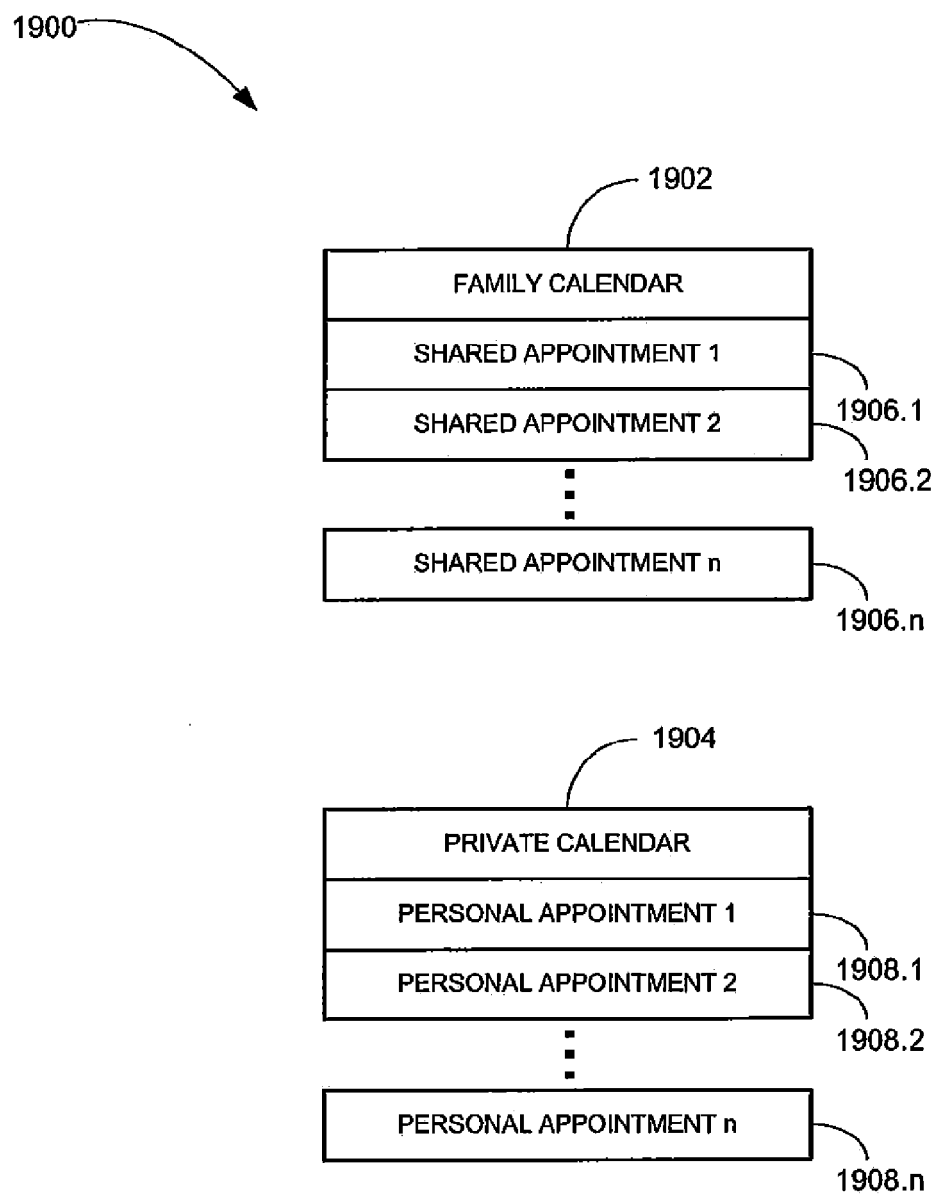 1900
1902
FAMILY CALENDAR
SHARED APPOINTMENT 1
1906.1
SHARED APPOINTMENT 2
1906.2
SHARED APPOINTMENT n
1906.n
1904
PRIVATE CALENDAR
PERSONAL APPOINTMENT 1
1908.1
PERSONAL APPOINTMENT 2
1908.2
PERSONAL APPOINTMENT n
1908.n